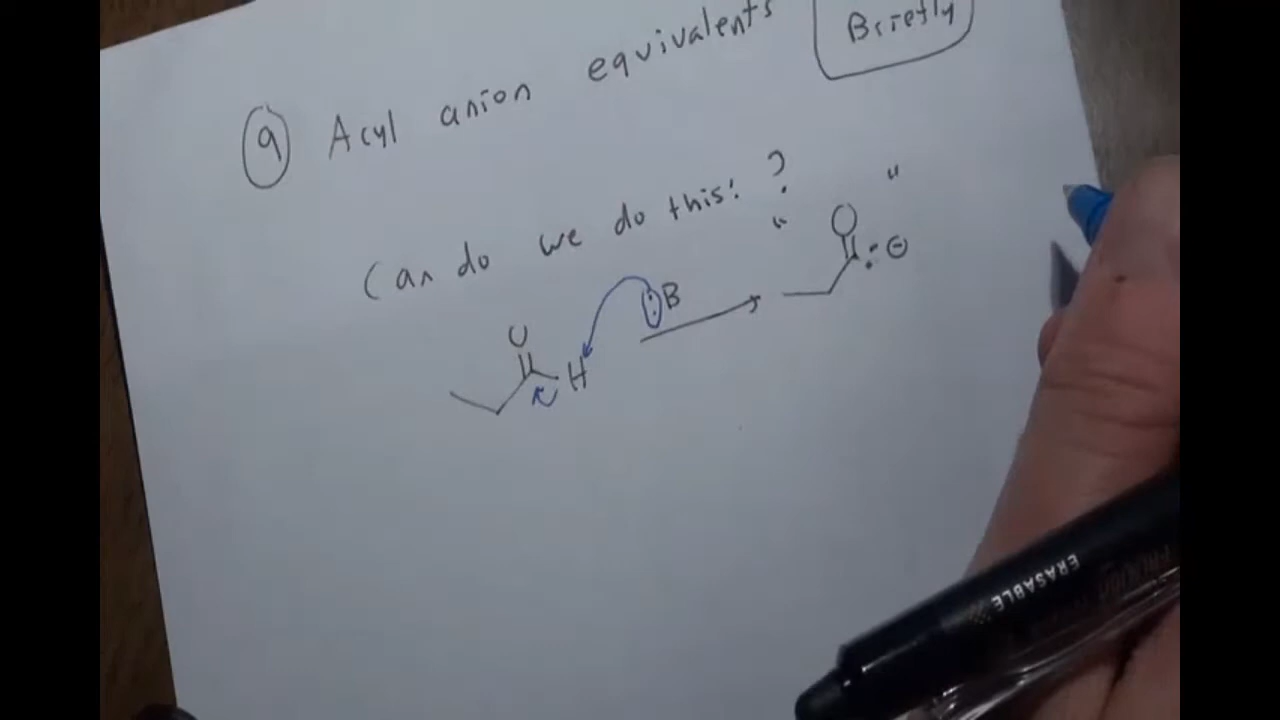 Briefly
9 Acyl anion equivalents
Can do we do this: ?
" "
O
:B
:⊖
O
H
ERASABLE